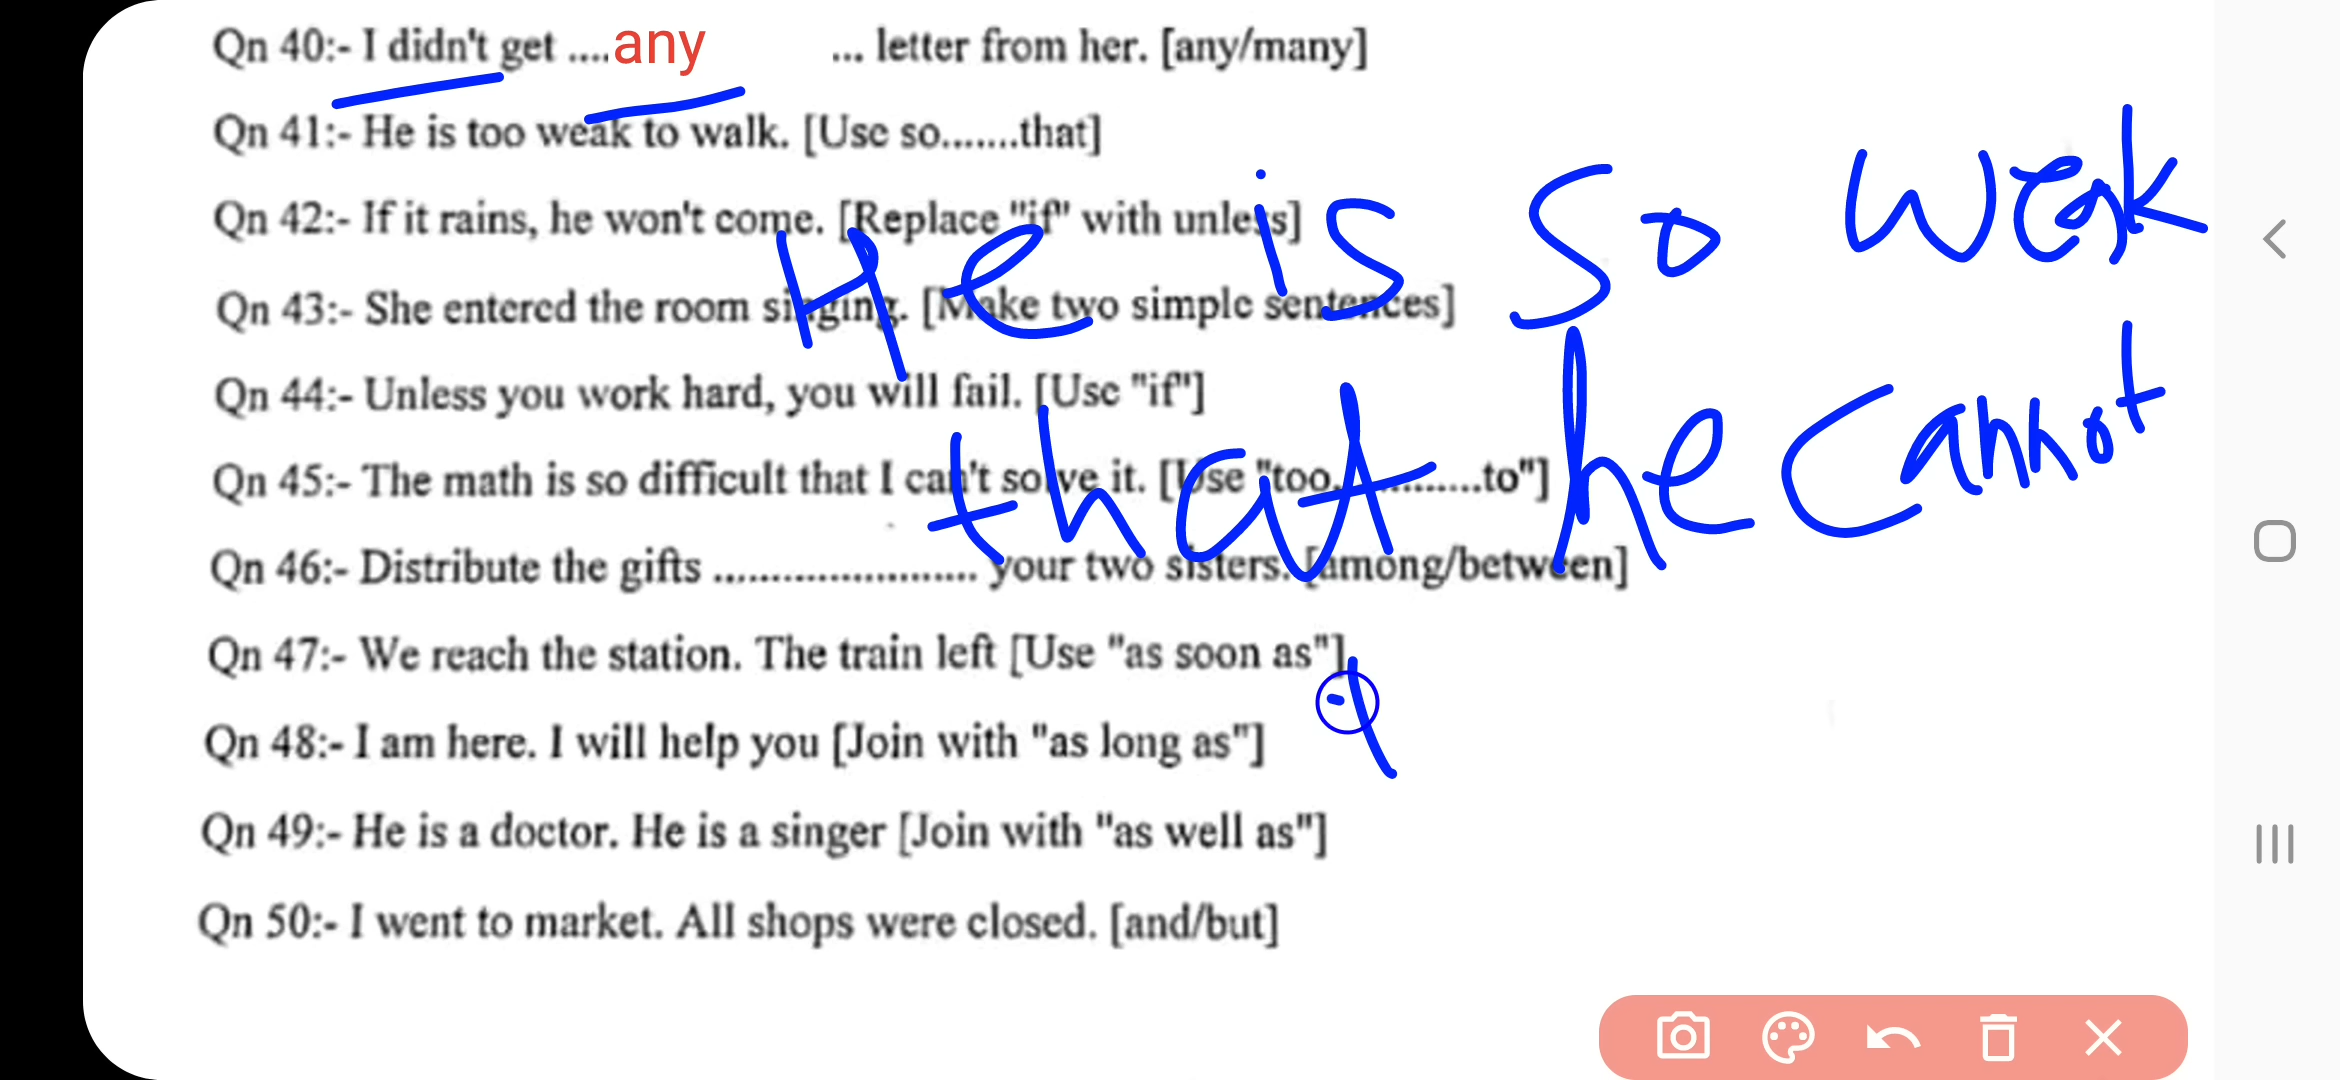 Qn 40:- I didn't get ....any ... letter from her. [any/many]
Qn 41:- He is too weak to walk. [Use so.......that]
Qn 42:- If it rains, he won't come. [Replace "if" with unless]
Qn 43:- She entered the room singing. [Make two simple sentences]
Qn 44:- Unless you work hard, you will fail. [Use "if"]
Qn 45:- The math is so difficult that I can't solve it. [Use "too...........to"]
Qn 46:- Distribute the gifts ....................... your two sisters. [among/between]
Qn 47:- We reach the station. The train left [Use "as soon as"]
Qn 48:- I am here. I will help you [Join with "as long as"]
Qn 49:- He is a doctor. He is a singer [Join with "as well as"]
Qn 50:- I went to market. All shops were closed. [and/but]
He is so weak
that he cannot